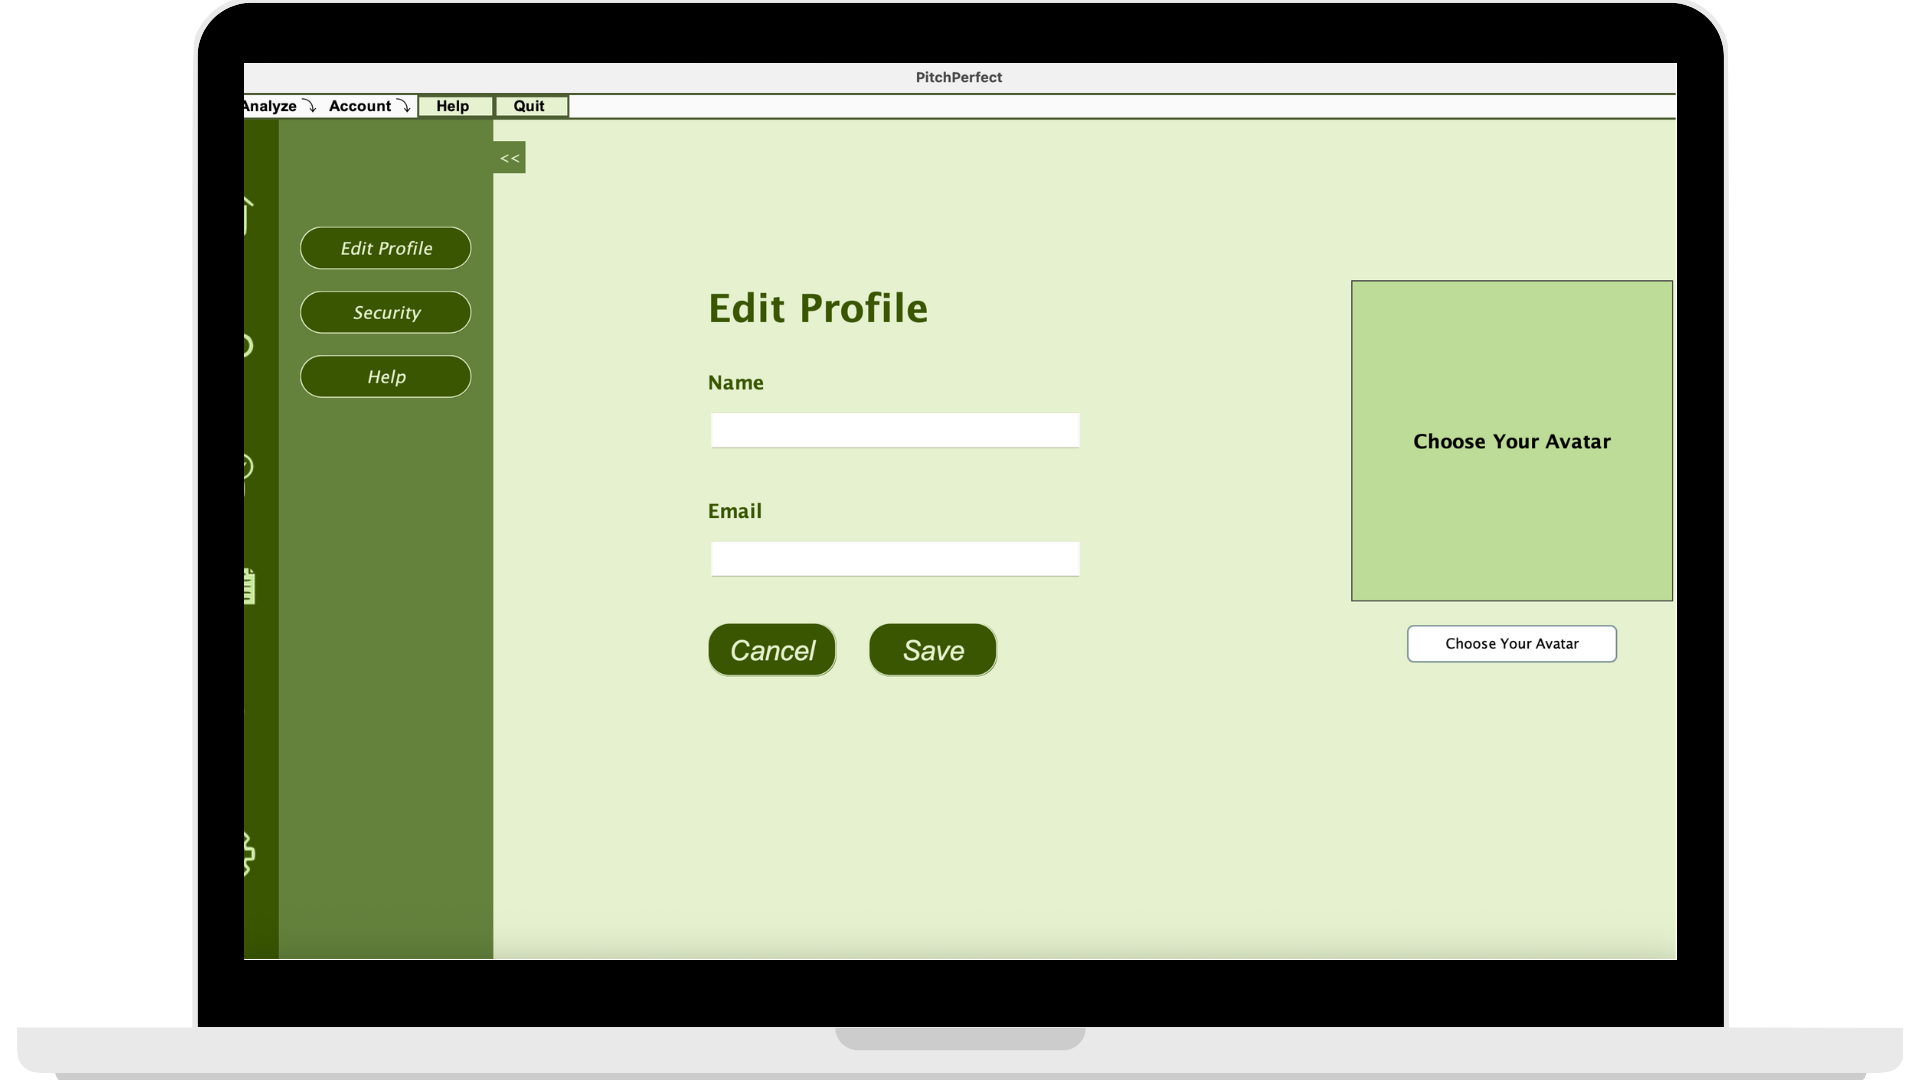 PitchPerfect
Analyze Account Help Quit
<<
Edit Profile
Security
Help
Edit Profile
Name
Email
Cancel Save
Choose Your Avatar
Choose Your Avatar